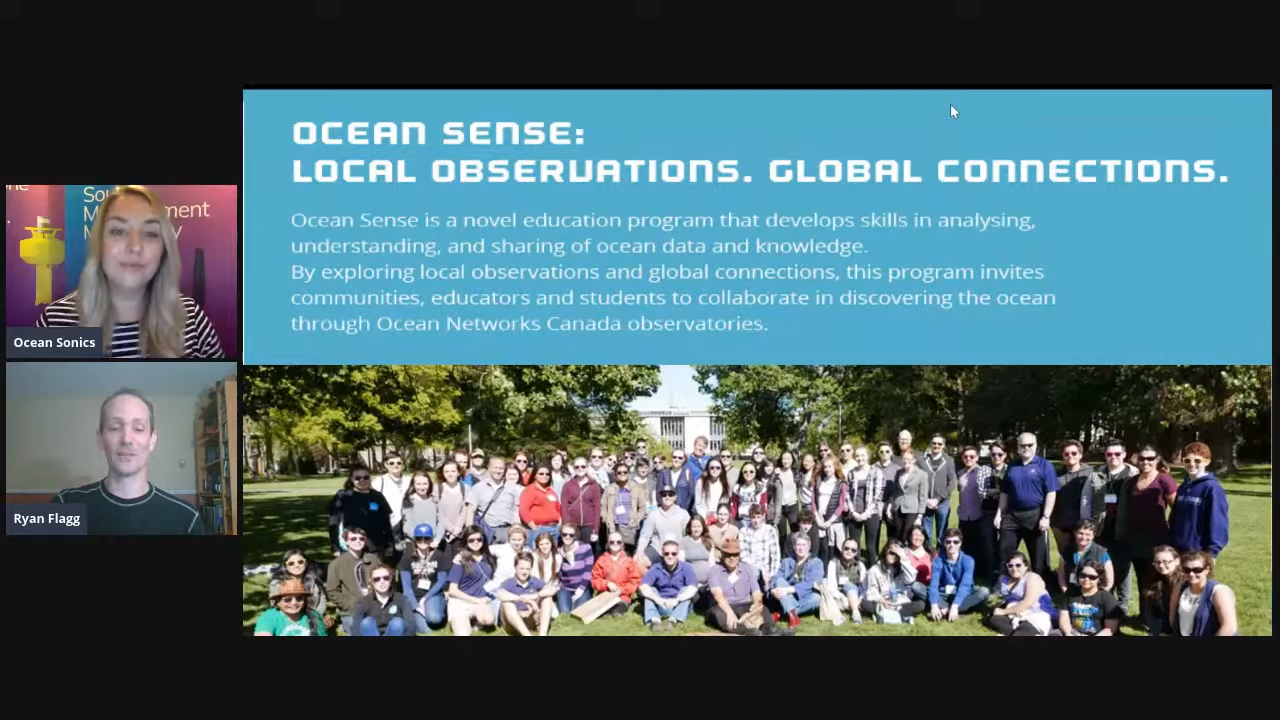 OCEAN SENSE:
LOCAL OBSERVATIONS. GLOBAL CONNECTIONS.
Ocean Sense is a novel education program that develops skills in analysing,
understanding, and sharing of ocean data and knowledge.
By exploring local observations and global connections, this program invites
communities, educators and students to collaborate in discovering the ocean
through Ocean Networks Canada observatories.
Ocean Sonics
Ryan Flagg